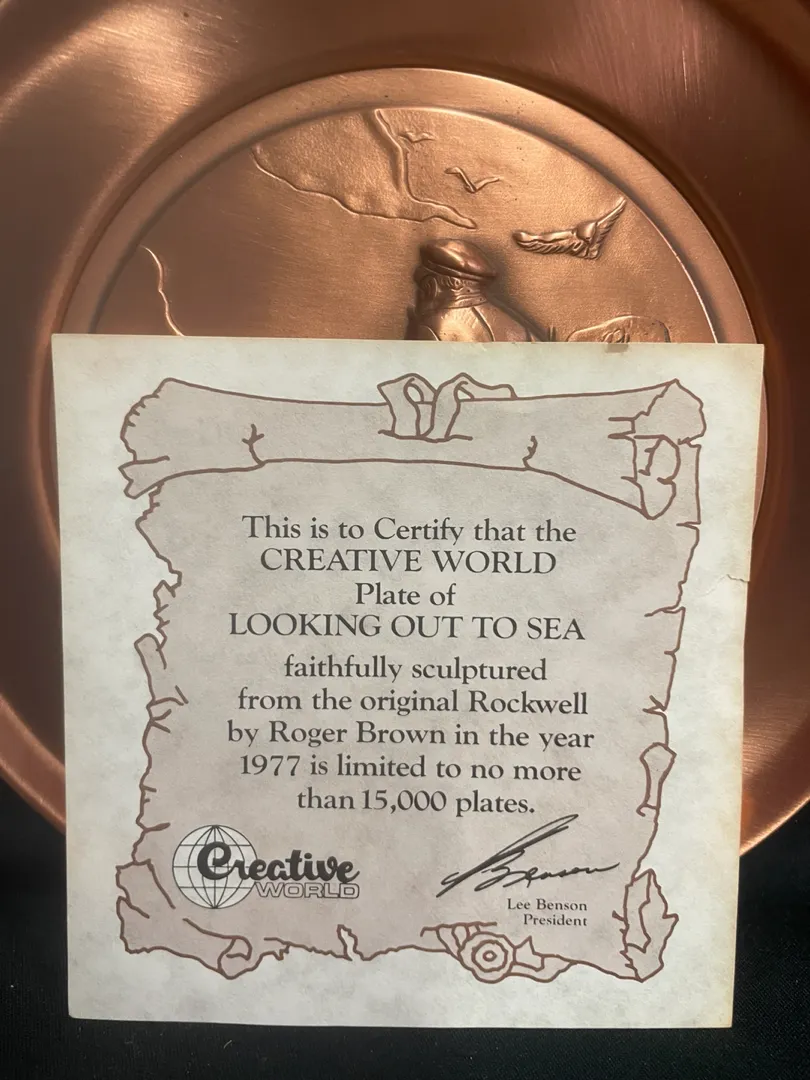 This is to Certify that the
CREATIVE WORLD
Plate of
LOOKING OUT TO SEA
faithfully sculptured
from the original Rockwell
by Roger Brown in the year
1977 is limited to no more
than 15,000 plates.
Creative
WORLD
Lee Benson
President